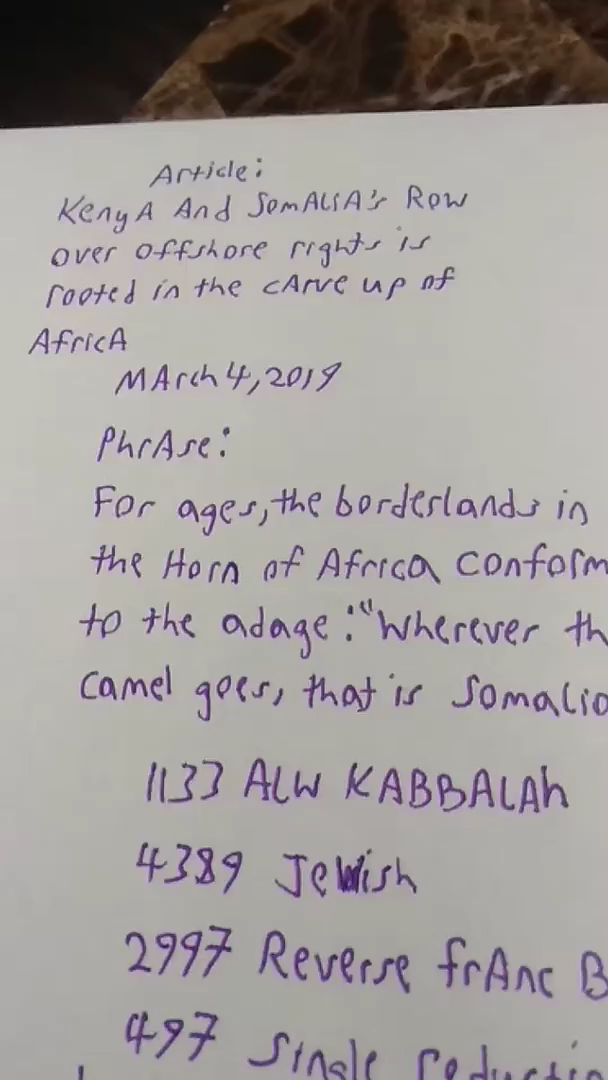 Article:
KenyA And SomALiA's Row
over offshore rights is
rooted in the cArve up of
AfricA
MArch 4, 2019
PhrAse:
For ages, the borderlands in
the Horn of Africa conform
to the adage: "Wherever th
Camel goes, that is Somalia
1133 ALW KABBALAh
4389 Jewish
2997 Reverse frAnc B
497 Single reductio